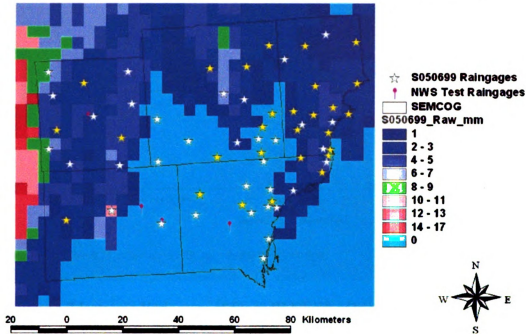 S050699 Raingages
NWS Test Raingages
SEMCOG
S050699_Raw_mm
1
2 - 3
4 - 5
6 - 7
8 - 9
10 - 11
12 - 13
14 - 17
0
N
W E
S
20 0 20 40 60 80 Kilometers